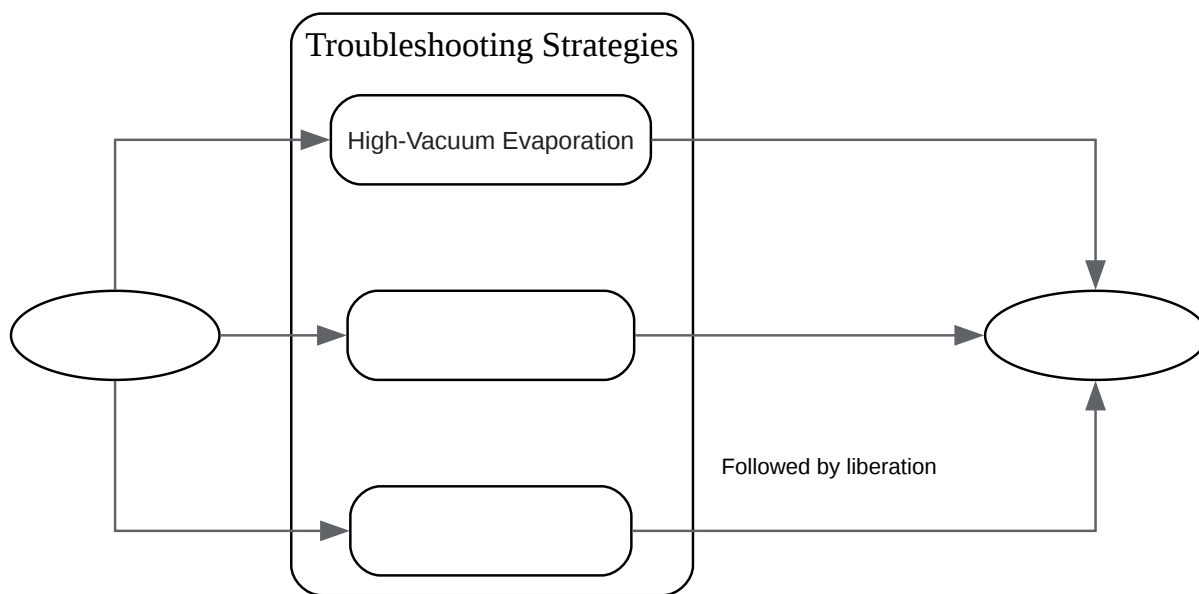 Troubleshooting Strategies
High-Vacuum Evaporation
Followed by liberation